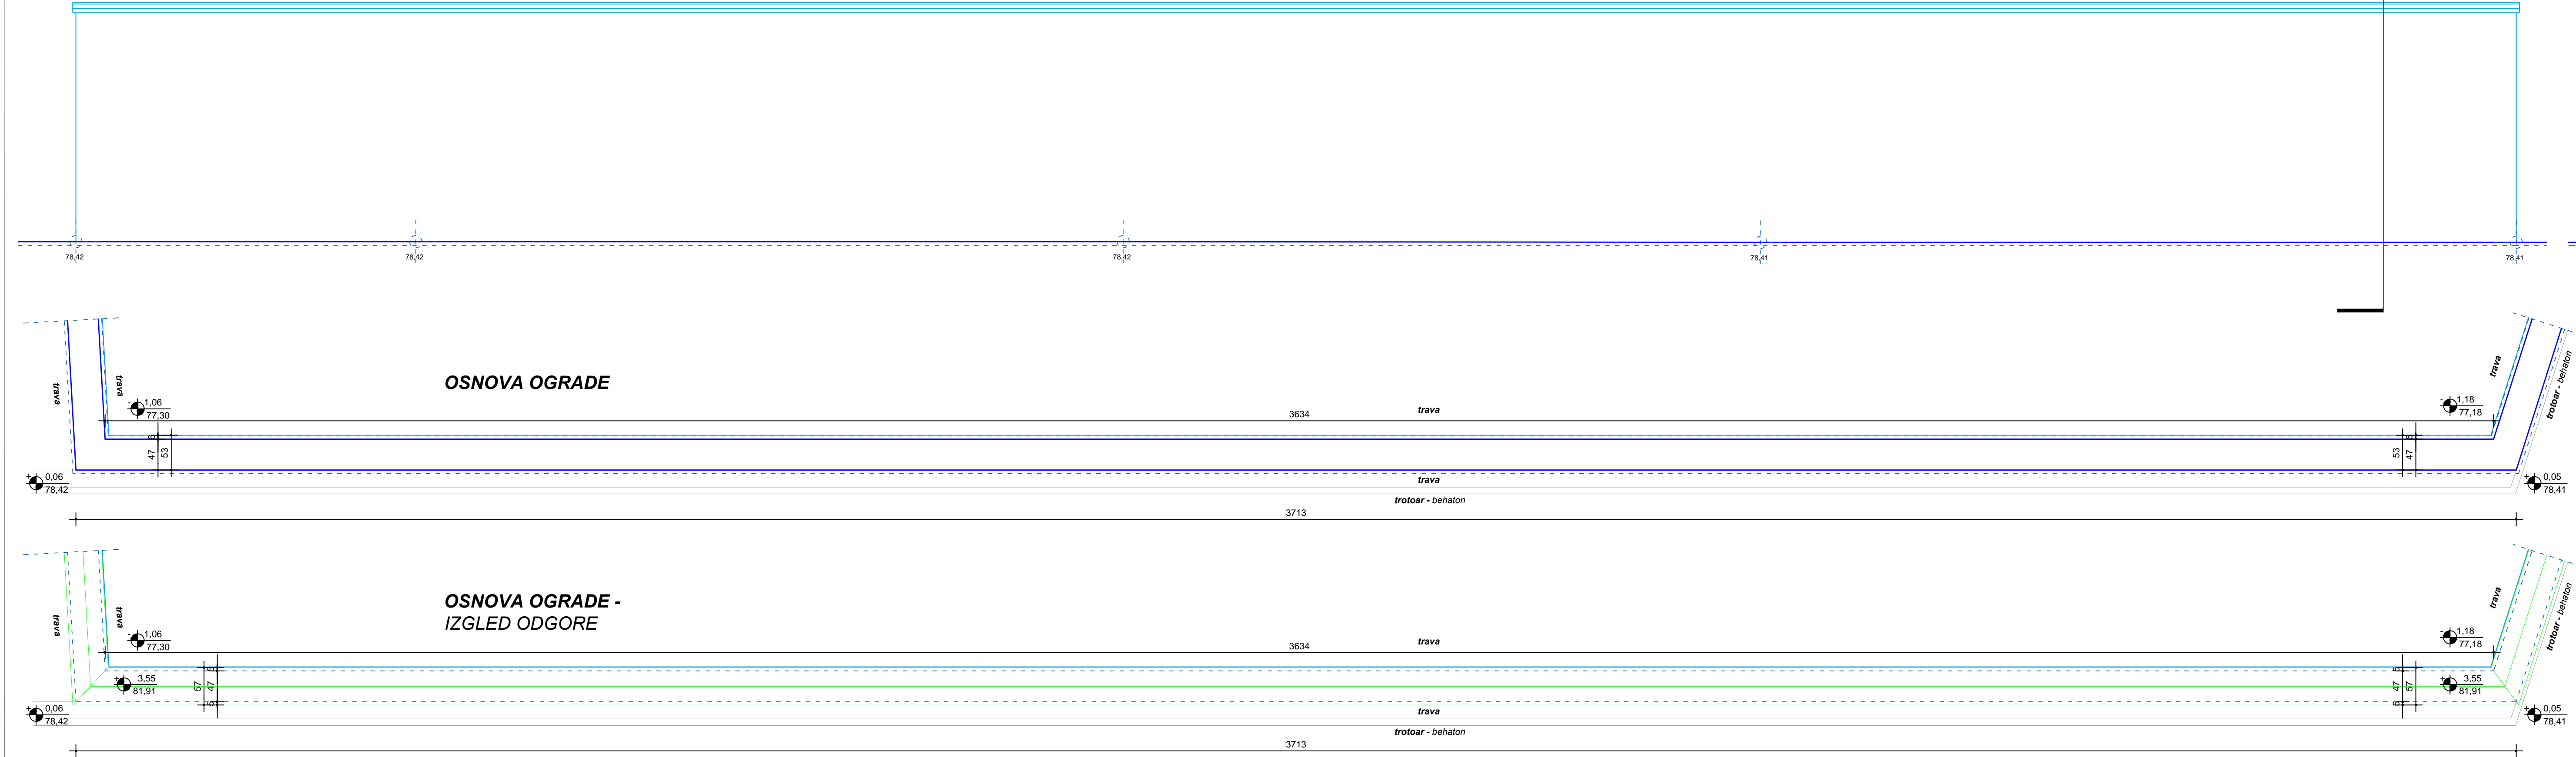 78,42
78,42
78,42
78,41
78,41
OSNOVA OGRADE
trava
trava
trava
trotoar - behaton
- 1,06
77,30
3634
trava
- 1,18
77,18
47
53
53
47
+ 0,06
78,42
trava
+ 0,05
78,41
trotoar - behaton
3713
OSNOVA OGRADE -
IZGLED ODGORE
trava
trava
trava
trotoar - behaton
- 1,06
77,30
3634
trava
- 1,18
77,18
+ 3,55
81,91
57
47
47
57
+ 3,55
81,91
+ 0,06
78,42
trava
+ 0,05
78,41
trotoar - behaton
3713